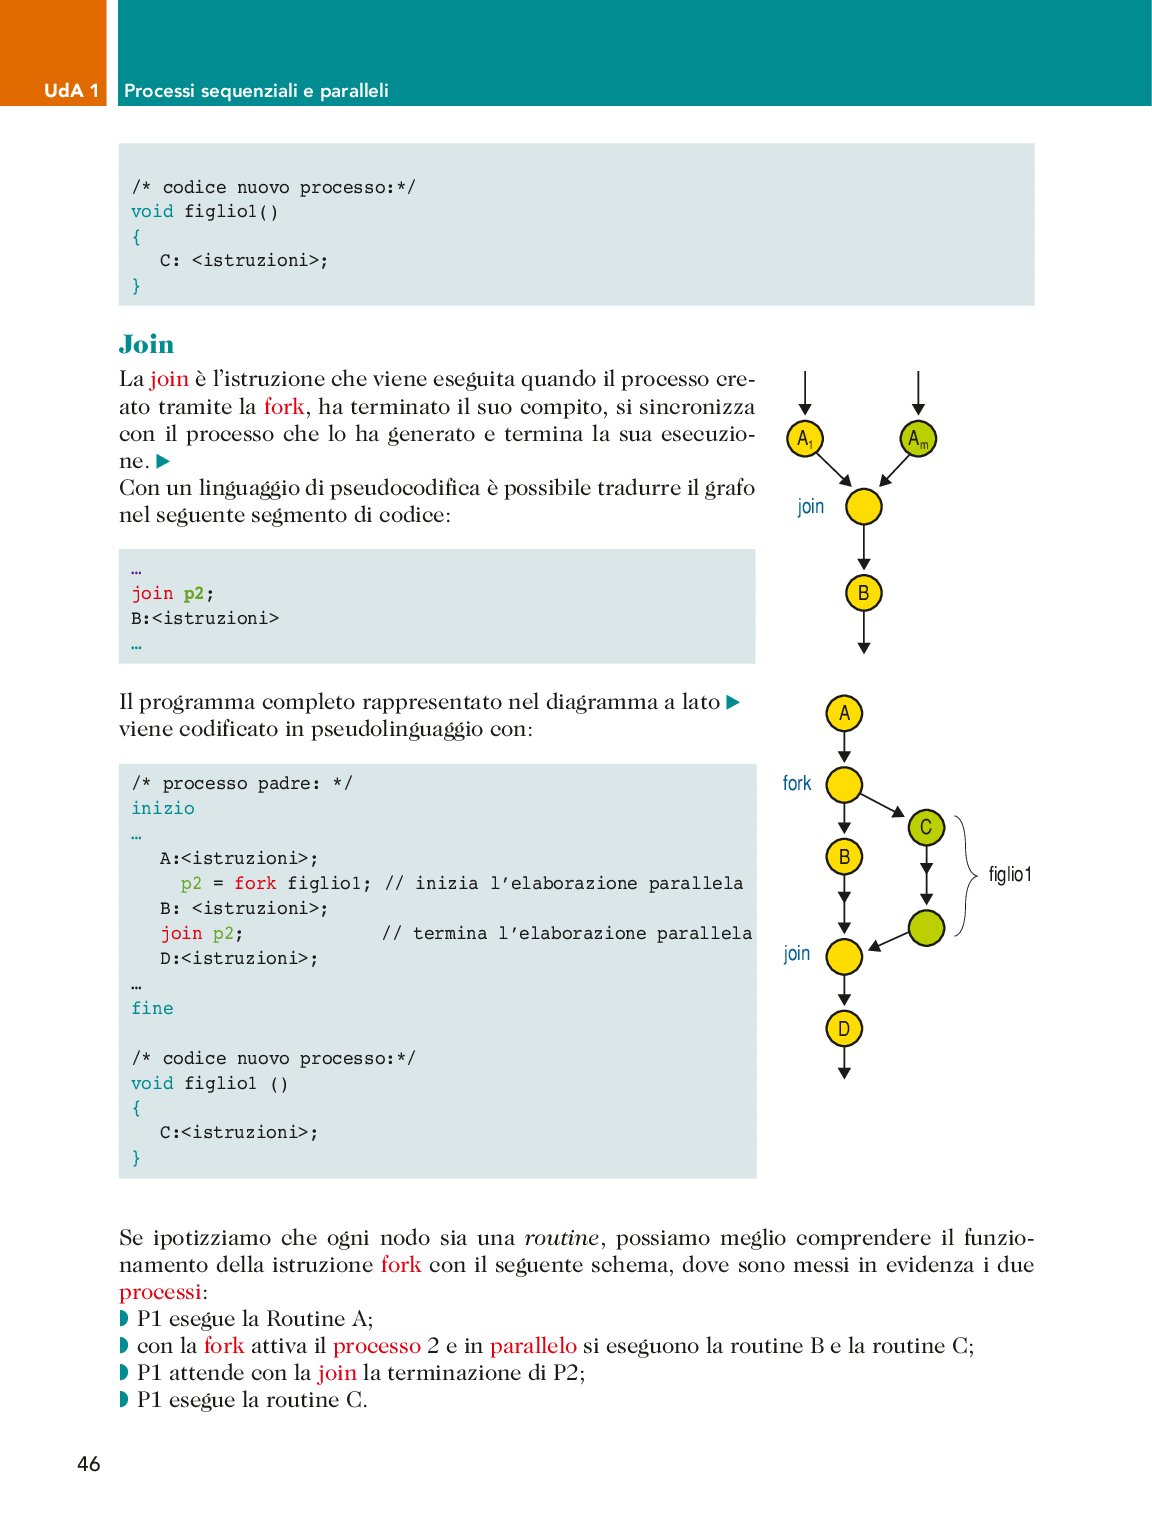 UdA 1 Processi sequenziali e paralleli
/* codice nuovo processo:*/
void figlio1()
{
C: <istruzioni>;
}
Join
La join è l'istruzione che viene eseguita quando il processo cre-
ato tramite la fork, ha terminato il suo compito, si sincronizza
con il processo che lo ha generato e termina la sua esecuzio-
ne.
Con un linguaggio di pseudocodifica è possibile tradurre il grafo
nel seguente segmento di codice:
A1
Am
join
B
…
join p2;
B:<istruzioni>
…
Il programma completo rappresentato nel diagramma a lato
viene codificato in pseudolinguaggio con:
/* processo padre: */
inizio
…
A:<istruzioni>;
p2 = fork figlio1; // inizia l'elaborazione parallela
B: <istruzioni>;
join p2; // termina l'elaborazione parallela
D:<istruzioni>;
…
fine
/* codice nuovo processo:*/
void figlio1 ()
{
C:<istruzioni>;
}
A
fork
C
B
figlio1
join
D
Se ipotizziamo che ogni nodo sia una routine, possiamo meglio comprendere il funzio-
namento della istruzione fork con il seguente schema, dove sono messi in evidenza i due
processi:
P1 esegue la Routine A;
con la fork attiva il processo 2 e in parallelo si eseguono la routine B e la routine C;
P1 attende con la join la terminazione di P2;
P1 esegue la routine C.
46